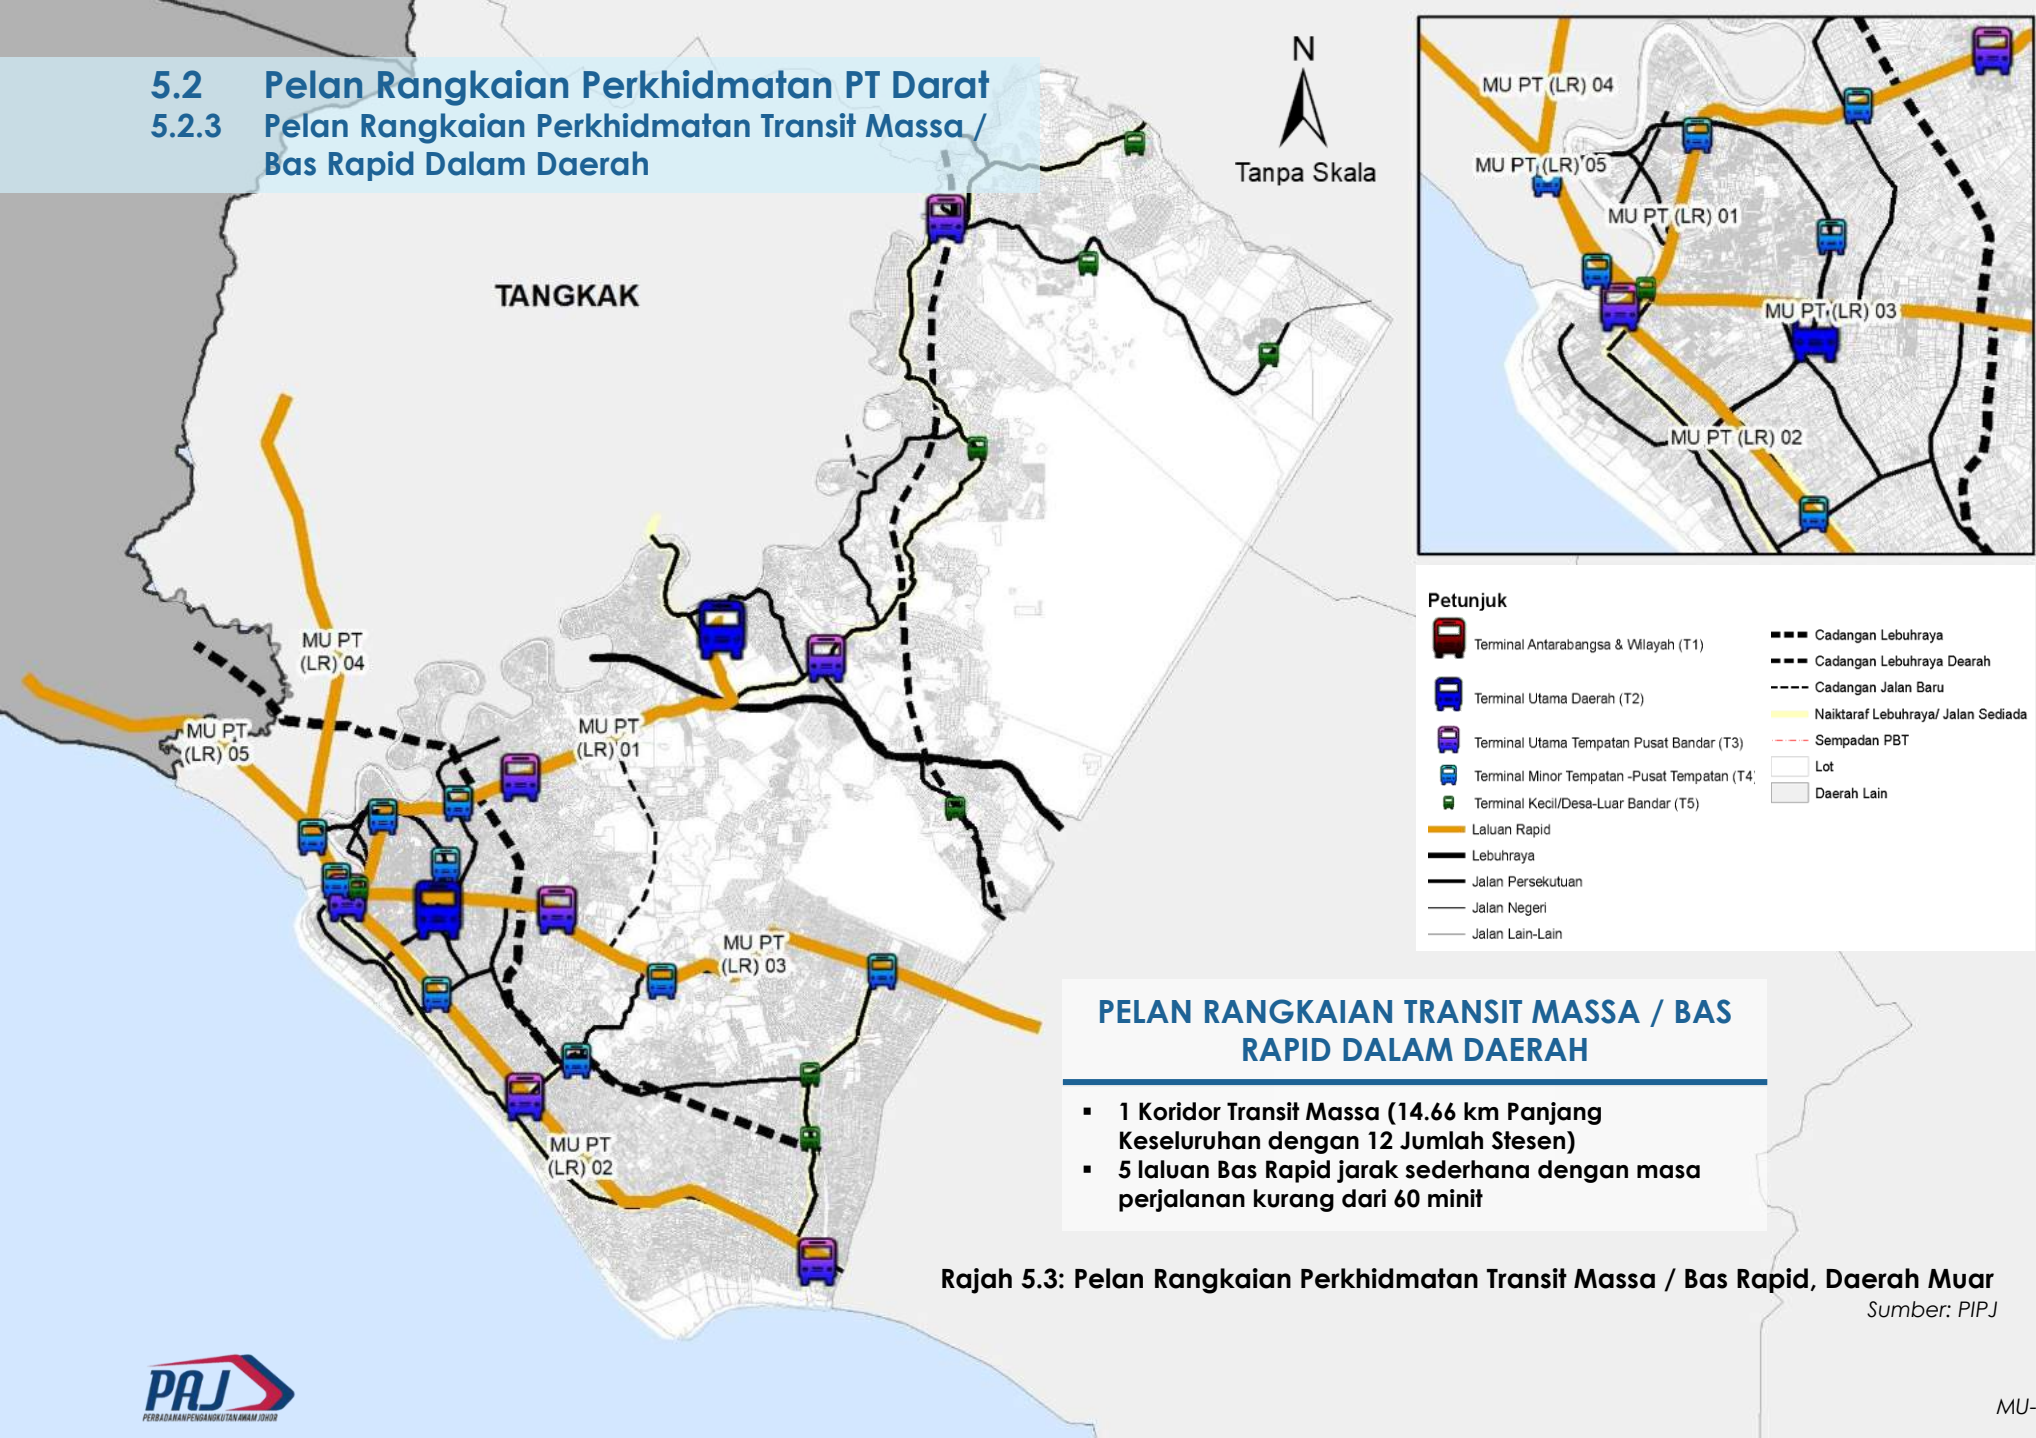 5.2 Pelan Rangkaian Perkhidmatan PT Darat
5.2.3 Pelan Rangkaian Perkhidmatan Transit Massa /
Bas Rapid Dalam Daerah
N
Tanpa Skala
TANGKAK
MU PT
(LR) 04
MU PT
(LR) 05
MU PT
(LR) 01
MU PT
(LR) 03
MU PT
(LR) 02
MU PT (LR) 04
MU PT (LR) 05
MU PT (LR) 01
MU PT (LR) 03
MU PT (LR) 02
Petunjuk
Terminal Antarabangsa & Wilayah (T1)
Terminal Utama Daerah (T2)
Terminal Utama Tempatan Pusat Bandar (T3)
Terminal Minor Tempatan -Pusat Tempatan (T4)
Terminal Kecil/Desa-Luar Bandar (T5)
Laluan Rapid
Lebuhraya
Jalan Persekutuan
Jalan Negeri
Jalan Lain-Lain
Cadangan Lebuhraya
Cadangan Lebuhraya Dearah
Cadangan Jalan Baru
Naiktaraf Lebuhraya/ Jalan Sediada
Sempadan PBT
Lot
Daerah Lain
PELAN RANGKAIAN TRANSIT MASSA / BAS
RAPID DALAM DAERAH
▪ 1 Koridor Transit Massa (14.66 km Panjang
Keseluruhan dengan 12 Jumlah Stesen)
▪ 5 laluan Bas Rapid jarak sederhana dengan masa
perjalanan kurang dari 60 minit
Rajah 5.3: Pelan Rangkaian Perkhidmatan Transit Massa / Bas Rapid, Daerah Muar
Sumber: PIPJ
PAJ
PERBADANAN PENGANGKUTAN AWAM JOHOR
MU-